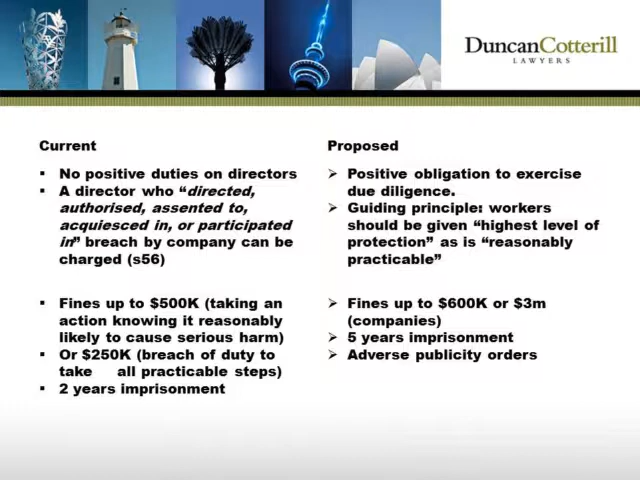 DuncanCotterill
LAWYERS
Current
▪ No positive duties on directors
▪ A director who “directed,
authorised, assented to,
acquiesced in, or participated
in” breach by company can be
charged (s56)
▪ Fines up to $500K (taking an
action knowing it reasonably
likely to cause serious harm)
▪ Or $250K (breach of duty to
take all practicable steps)
▪ 2 years imprisonment
Proposed
➢ Positive obligation to exercise
due diligence.
➢ Guiding principle: workers
should be given “highest level of
protection” as is “reasonably
practicable”
➢ Fines up to $600K or $3m
(companies)
➢ 5 years imprisonment
➢ Adverse publicity orders